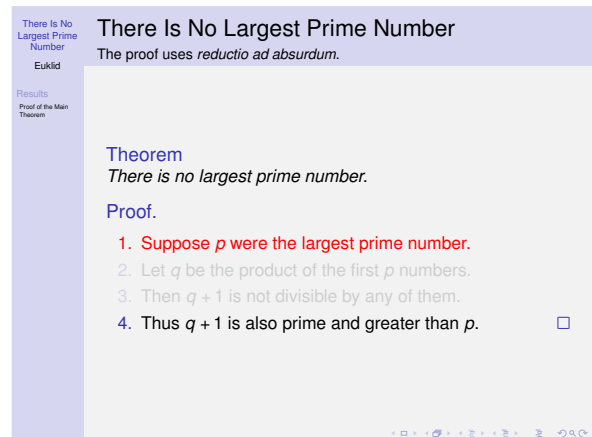 There Is No
Largest Prime
Number
Euklid
Results
Proof of the Main
Theorem
There Is No Largest Prime Number
The proof uses reductio ad absurdum.
Theorem
There is no largest prime number.
Proof.
1. Suppose p were the largest prime number.
2. Let q be the product of the first p numbers.
3. Then q + 1 is not divisible by any of them.
4. Thus q + 1 is also prime and greater than p. □